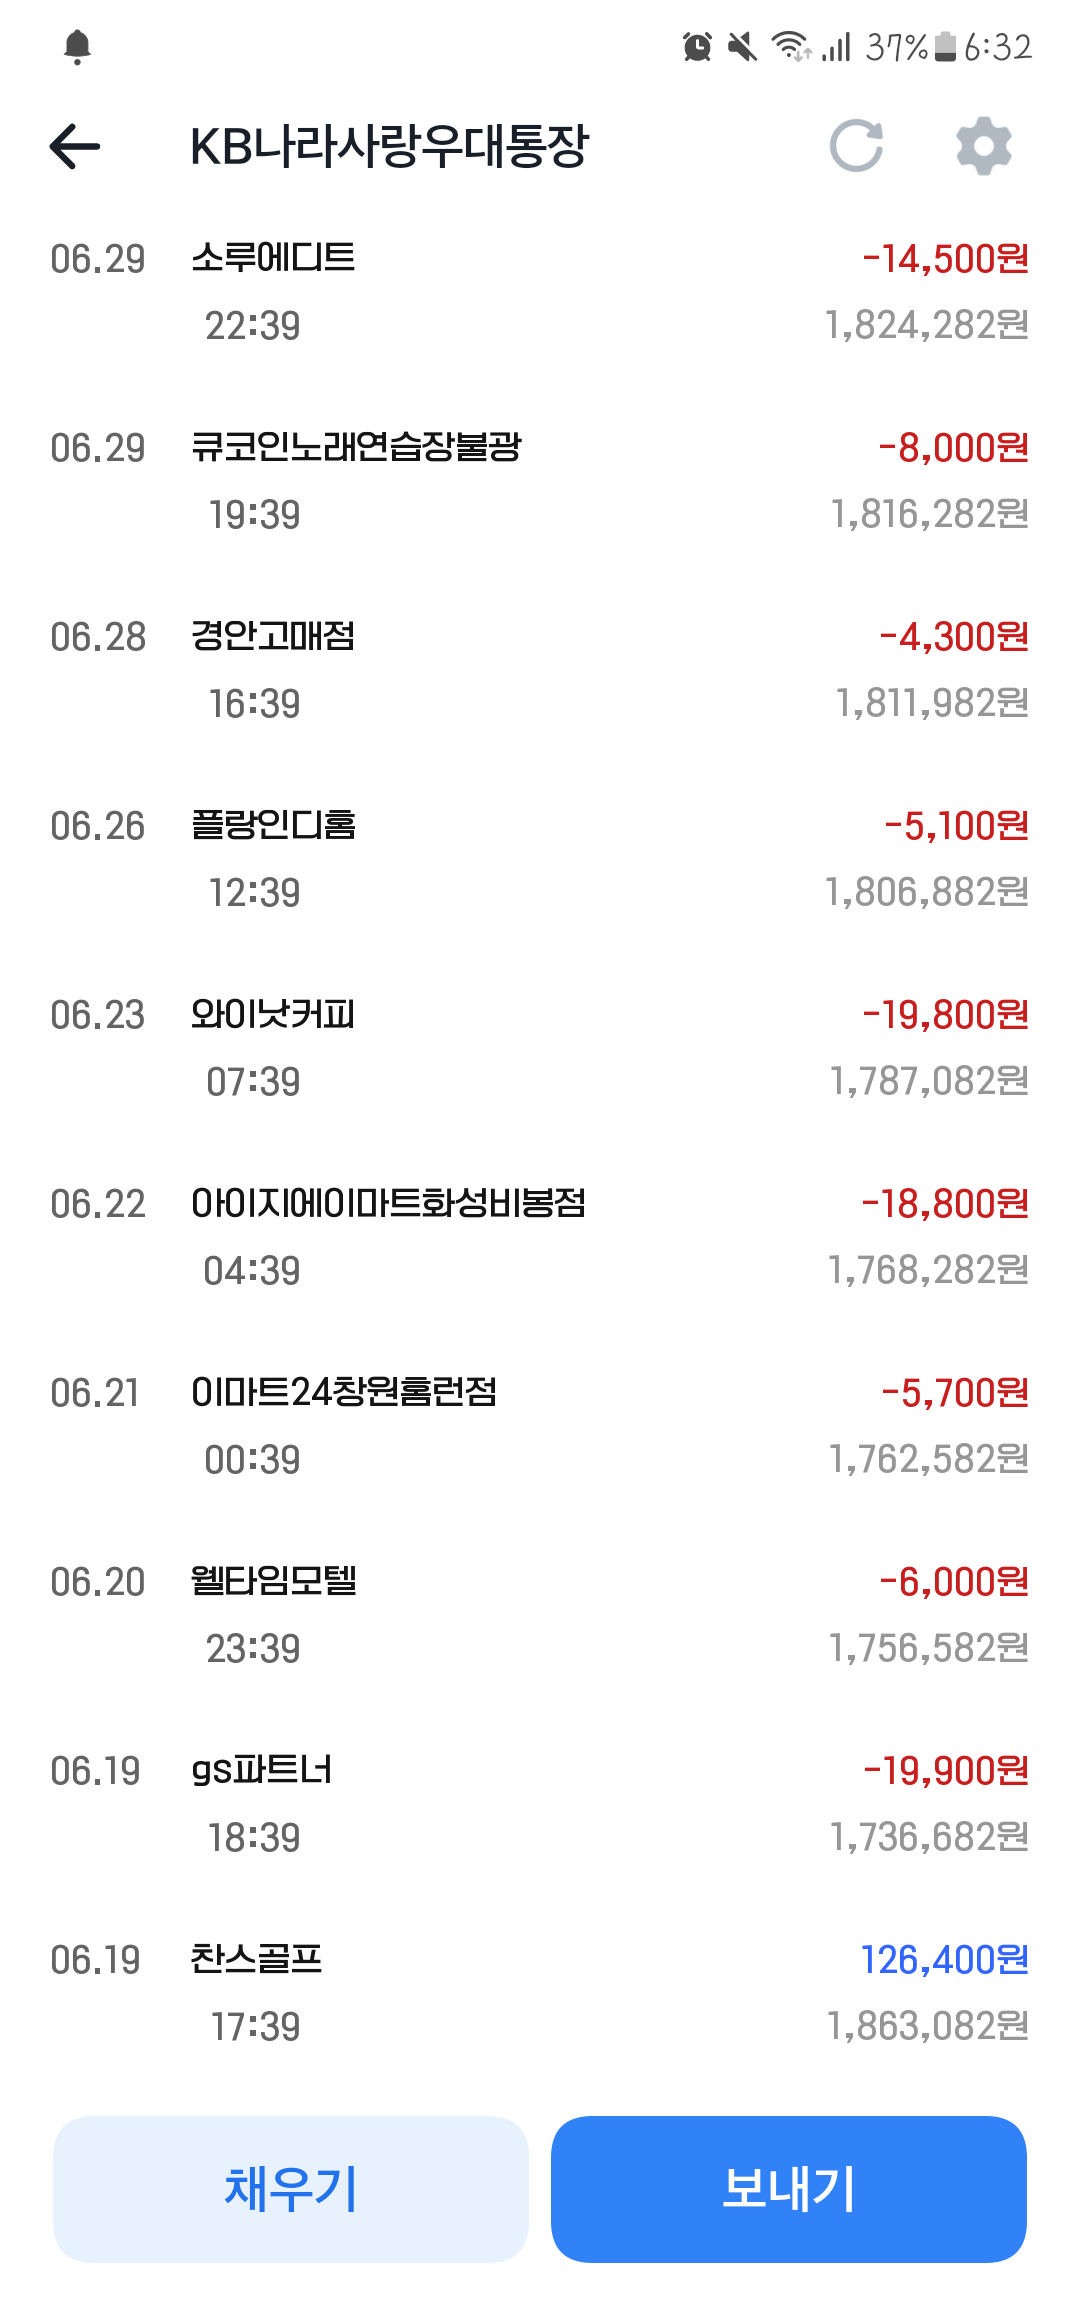 37% 6:32
KB나라사랑우대통장
06.29 소루에디트 -14,500원
22:39 1,824,282원
06.29 큐코인노래연습장불광 -8,000원
19:39 1,816,282원
06.28 경안고매점 -4,300원
16:39 1,811,982원
06.26 플랑인디홈 -5,100원
12:39 1,806,882원
06.23 와이낫커피 -19,800원
07:39 1,787,082원
06.22 아이지에이마트화성비봉점 -18,800원
04:39 1,768,282원
06.21 이마트24창원홈런점 -5,700원
00:39 1,762,582원
06.20 웰타임모텔 -6,000원
23:39 1,756,582원
06.19 gs파트너 -19,900원
18:39 1,736,682원
06.19 찬스골프 126,400원
17:39 1,863,082원
채우기 보내기